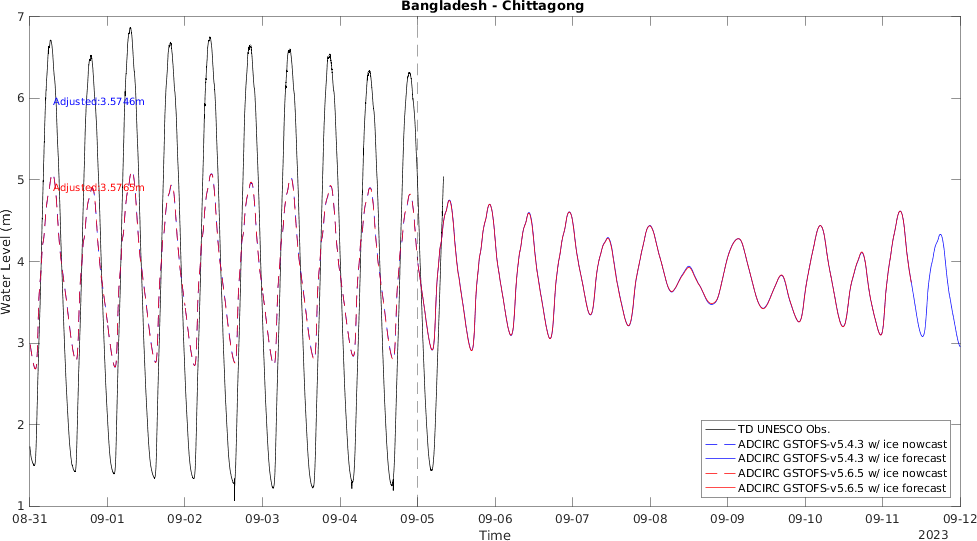 Bangladesh - Chittagong
7
6
5
4
3
2
1
Water Level (m)
Adjusted:3.5746m
Adjusted:3.5765m
TD UNESCO Obs.
ADCIRC GSTOFS-v5.4.3 w/ ice nowcast
ADCIRC GSTOFS-v5.4.3 w/ ice forecast
ADCIRC GSTOFS-v5.6.5 w/ ice nowcast
ADCIRC GSTOFS-v5.6.5 w/ ice forecast
08-31 09-01 09-02 09-03 09-04 09-05 09-06 09-07 09-08 09-09 09-10 09-11 09-12
Time
2023